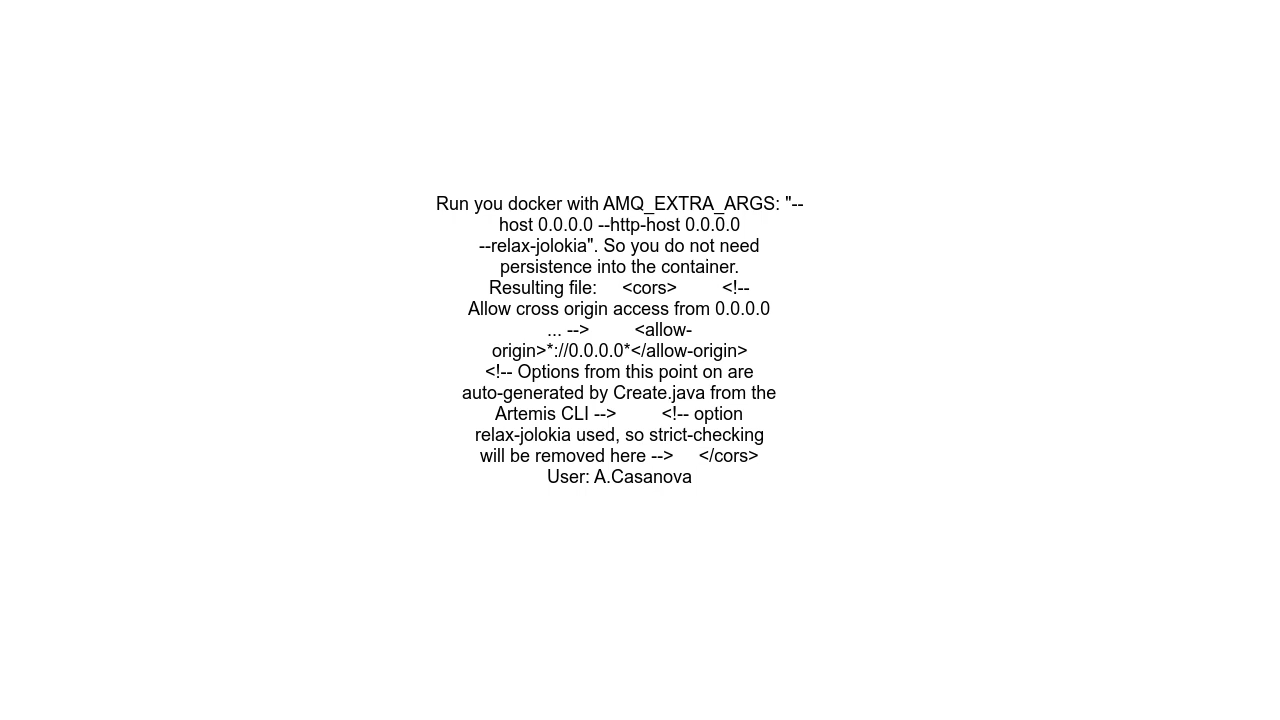 Run you docker with AMQ_EXTRA_ARGS: "--
host 0.0.0.0 --http-host 0.0.0.0
--relax-jolokia". So you do not need
persistence into the container.
Resulting file:     <cors>         <!--
Allow cross origin access from 0.0.0.0
... -->         <allow-
origin>*://0.0.0.0*</allow-origin>
<!-- Options from this point on are
auto-generated by Create.java from the
Artemis CLI -->         <!-- option
relax-jolokia used, so strict-checking
will be removed here -->     </cors>
User: A.Casanova